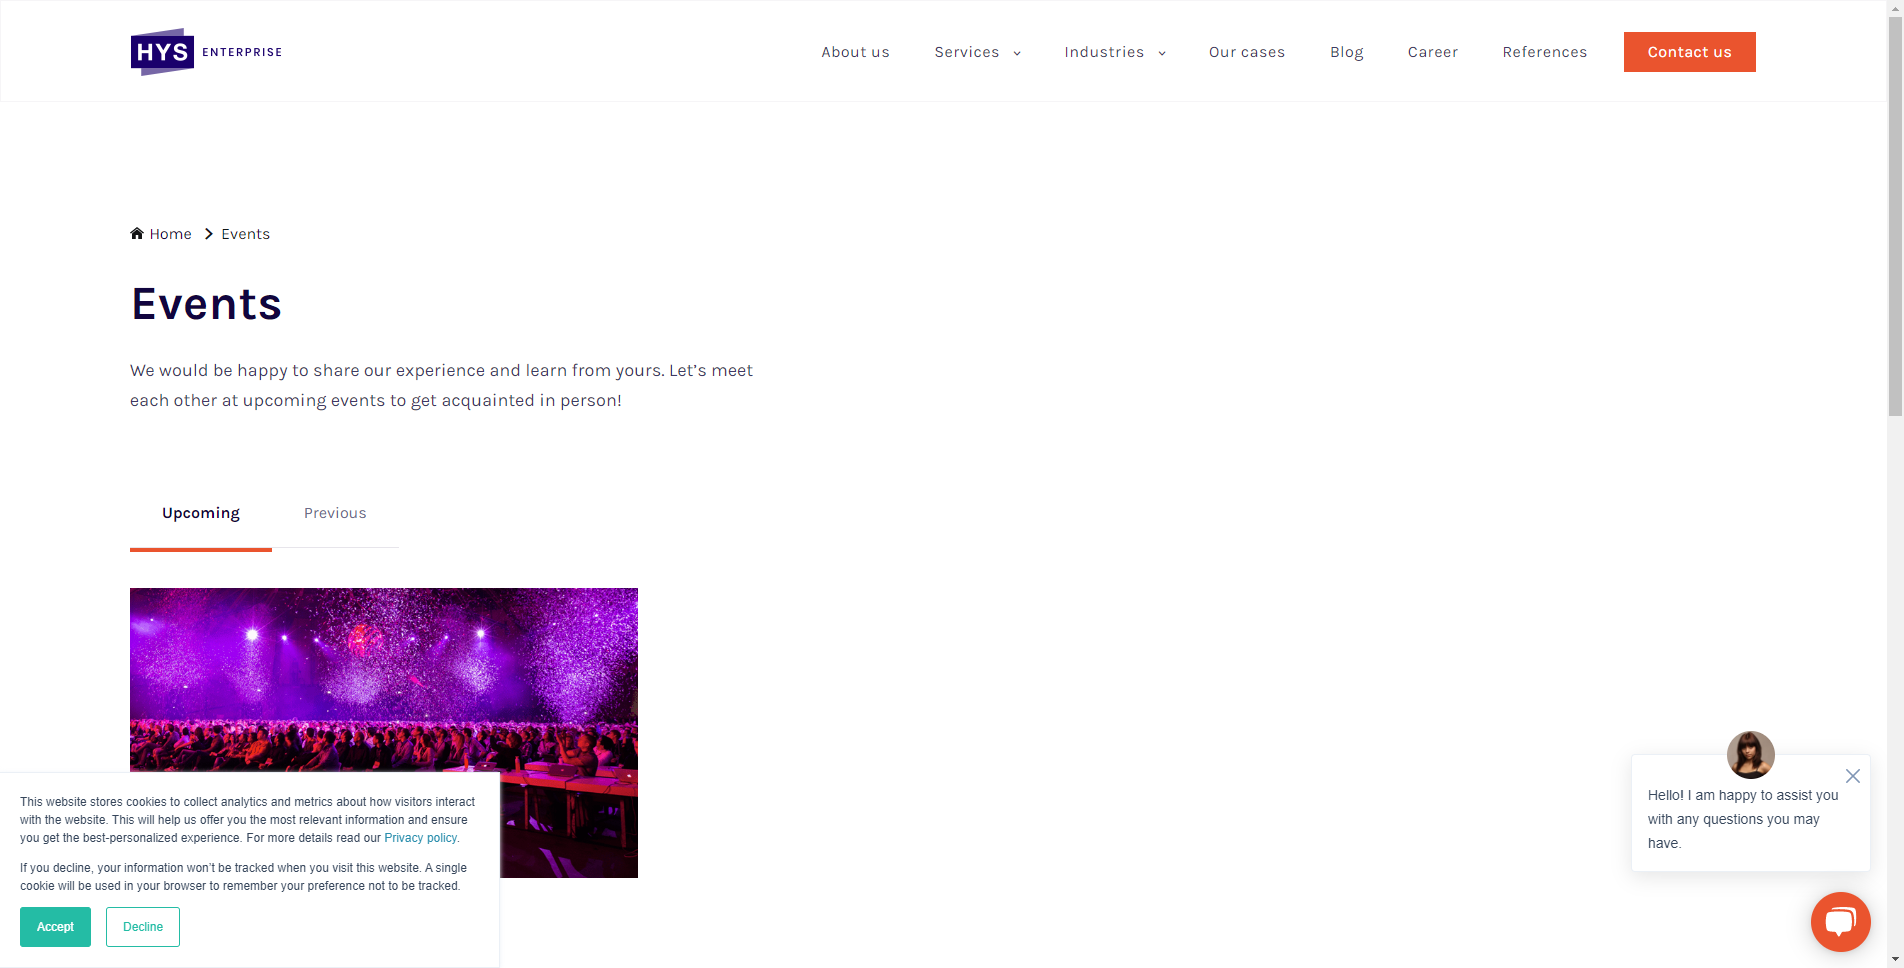 HYS ENTERPRISE
About us
Services
Industries
Our cases
Blog
Career
References
Contact us
Home
Events
Events
We would be happy to share our experience and learn from yours. Let’s meet
each other at upcoming events to get acquainted in person!
Upcoming
Previous
This website stores cookies to collect analytics and metrics about how visitors interact
with the website. This will help us offer you the most relevant information and ensure
you get the best-personalized experience. For more details read our Privacy policy.
If you decline, your information won’t be tracked when you visit this website. A single
cookie will be used in your browser to remember your preference not to be tracked.
Accept
Decline
Hello! I am happy to assist you
with any questions you may
have.